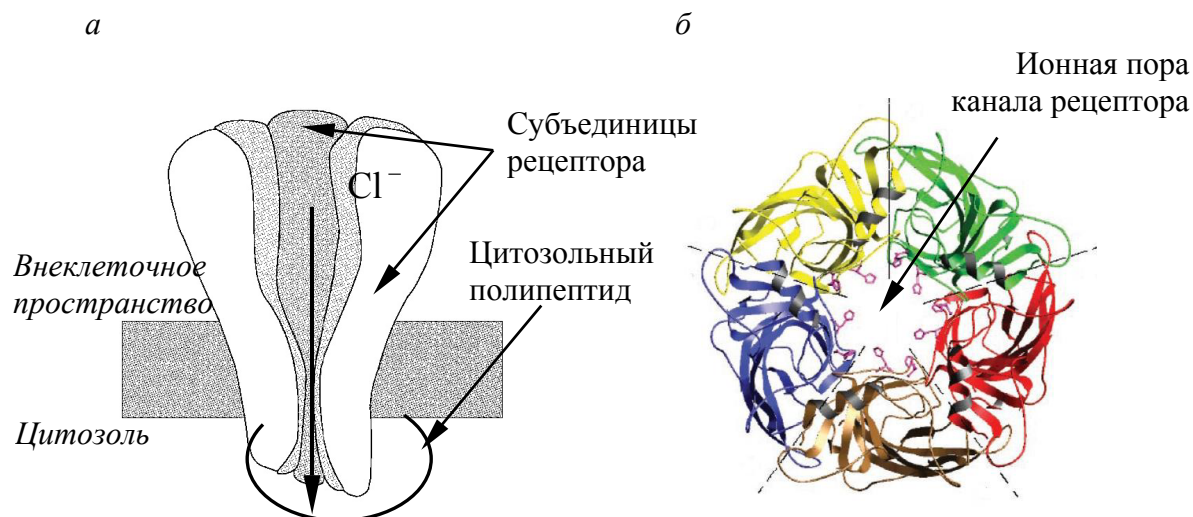 а
Субъединицы
рецептора
Cl⁻
Цитозольный
полипептид
Внеклеточное
пространство
Цитозоль
б
Ионная пора
канала рецептора